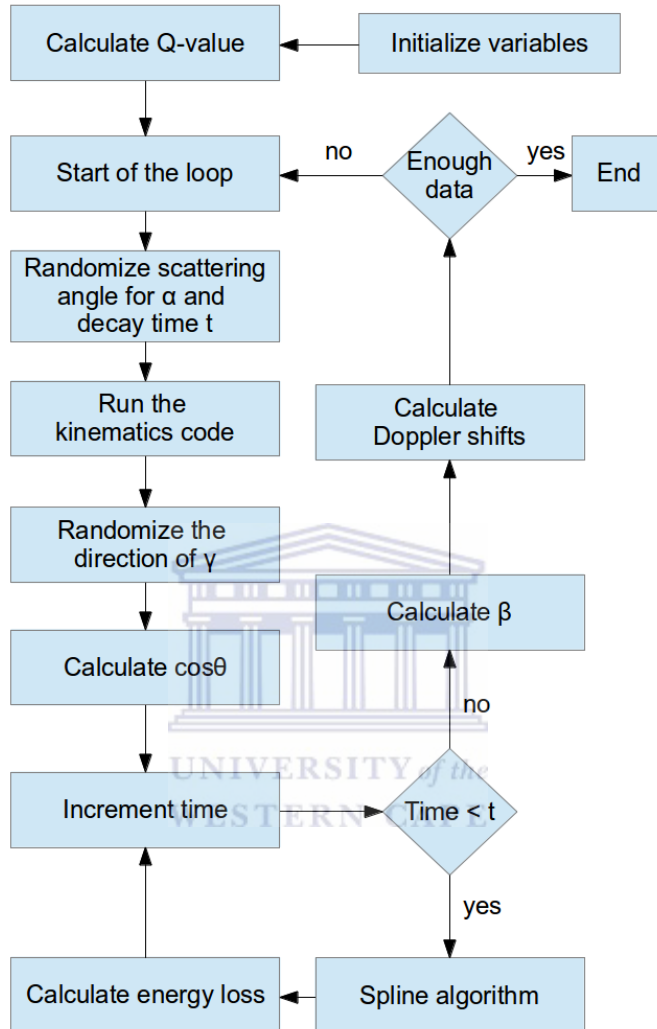 Calculate Q-value
Initialize variables
Start of the loop
no
Enough
data
yes
End
Randomize scattering
angle for α and
decay time t
Run the
kinematics code
Calculate
Doppler shifts
Randomize the
direction of γ
Calculate β
Calculate cosθ
no
UNIVERSITY of the
WESTERN CAPE
Increment time
Time < t
yes
Calculate energy loss
Spline algorithm